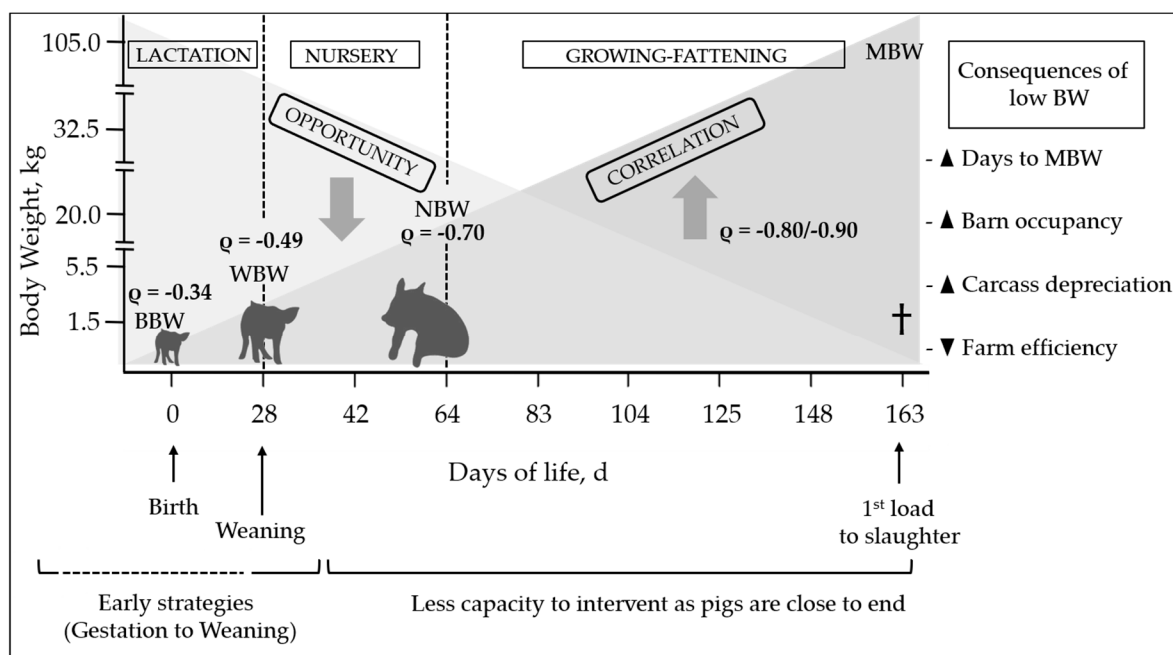 105.0
32.5
20.0
5.5
1.5
Body Weight, kg
LACTATION
NURSERY
GROWING-FATTENING
MBW
OPPORTUNITY
CORRELATION
NBW
ρ = -0.70
ρ = -0.49
WBW
ρ = -0.34
BBW
ρ = -0.80/-0.90
Consequences of
low BW
- ▲ Days to MBW
- ▲ Barn occupancy
- ▲ Carcass depreciation
- ▼ Farm efficiency
0 28 42 64 83 104 125 148 163
Days of life, d
Birth
Weaning
1st load
to slaughter
Early strategies
(Gestation to Weaning)
Less capacity to intervent as pigs are close to end